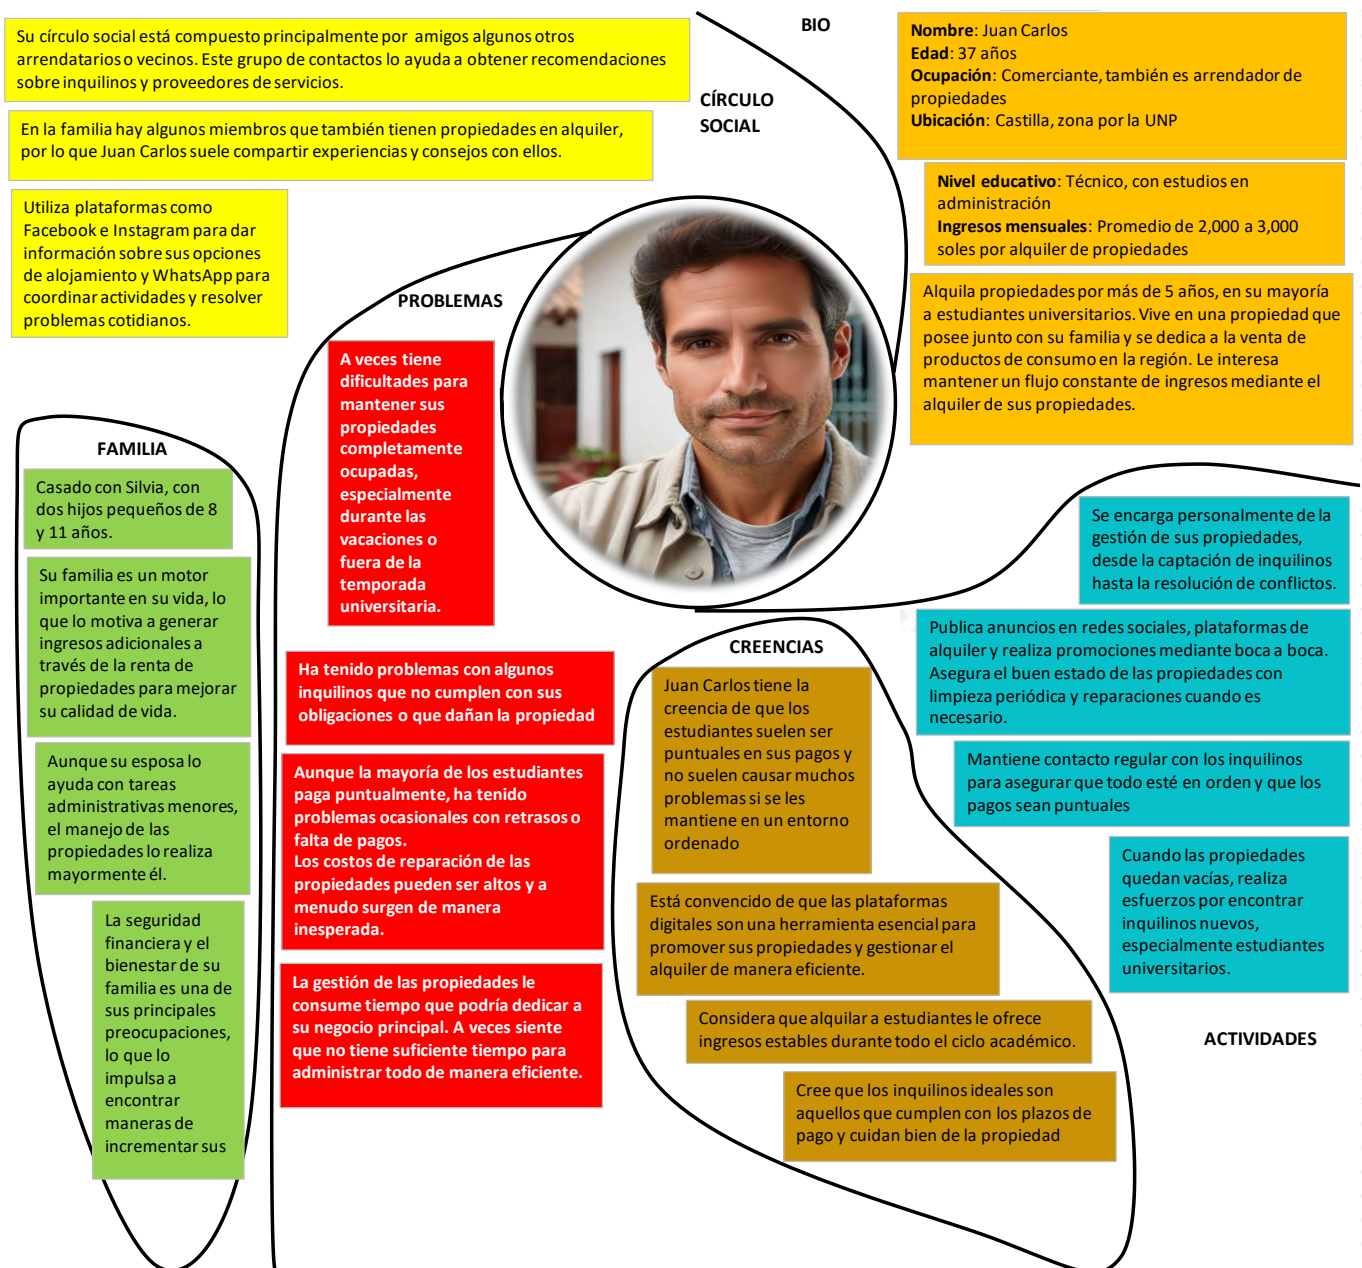 BIO
Nombre: Juan Carlos
Edad: 37 años
Ocupación: Comerciante, también es arrendador de
propiedades
Ubicación: Castilla, zona por la UNP
Nivel educativo: Técnico, con estudios en
administración
Ingresos mensuales: Promedio de 2,000 a 3,000
soles por alquiler de propiedades
Alquila propiedades por más de 5 años, en su mayoría
a estudiantes universitarios. Vive en una propiedad que
posee junto con su familia y se dedica a la venta de
productos de consumo en la región. Le interesa
mantener un flujo constante de ingresos mediante el
alquiler de sus propiedades.
CÍRCULO
SOCIAL
Su círculo social está compuesto principalmente por amigos algunos otros
arrendatarios o vecinos. Este grupo de contactos lo ayuda a obtener recomendaciones
sobre inquilinos y proveedores de servicios.
En la familia hay algunos miembros que también tienen propiedades en alquiler,
por lo que Juan Carlos suele compartir experiencias y consejos con ellos.
Utiliza plataformas como
Facebook e Instagram para dar
información sobre sus opciones
de alojamiento y WhatsApp para
coordinar actividades y resolver
problemas cotidianos.
PROBLEMAS
A veces tiene
dificultades para
mantener sus
propiedades
completamente
ocupadas,
especialmente
durante las
vacaciones o
fuera de la
temporada
universitaria.
Ha tenido problemas con algunos
inquilinos que no cumplen con sus
obligaciones o que dañan la propiedad
Aunque la mayoría de los estudiantes
paga puntualmente, ha tenido
problemas ocasionales con retrasos o
falta de pagos.
Los costos de reparación de las
propiedades pueden ser altos y a
menudo surgen de manera
inesperada.
La gestión de las propiedades le
consume tiempo que podría dedicar a
su negocio principal. A veces siente
que no tiene suficiente tiempo para
administrar todo de manera eficiente.
FAMILIA
Casado con Silvia, con
dos hijos pequeños de 8
y 11 años.
Su familia es un motor
importante en su vida, lo
que lo motiva a generar
ingresos adicionales a
través de la renta de
propiedades para mejorar
su calidad de vida.
Aunque su esposa lo
ayuda con tareas
administrativas menores,
el manejo de las
propiedades lo realiza
mayormente él.
La seguridad
financiera y el
bienestar de su
familia es una de
sus principales
preocupaciones,
lo que lo
impulsa a
encontrar
maneras de
incrementar sus
CREENCIAS
Juan Carlos tiene la
creencia de que los
estudiantes suelen ser
puntuales en sus pagos y
no suelen causar muchos
problemas si se les
mantiene en un entorno
ordenado
Está convencido de que las plataformas
digitales son una herramienta esencial para
promover sus propiedades y gestionar el
alquiler de manera eficiente.
Considera que alquilar a estudiantes le ofrece
ingresos estables durante todo el ciclo académico.
Cree que los inquilinos ideales son
aquellos que cumplen con los plazos de
pago y cuidan bien de la propiedad
Se encarga personalmente de la
gestión de sus propiedades,
desde la captación de inquilinos
hasta la resolución de conflictos.
Publica anuncios en redes sociales, plataformas de
alquiler y realiza promociones mediante boca a boca.
Asegura el buen estado de las propiedades con
limpieza periódica y reparaciones cuando es
necesario.
Mantiene contacto regular con los inquilinos
para asegurar que todo esté en orden y que los
pagos sean puntuales
Cuando las propiedades
quedan vacías, realiza
esfuerzos por encontrar
inquilinos nuevos,
especialmente estudiantes
universitarios.
ACTIVIDADES